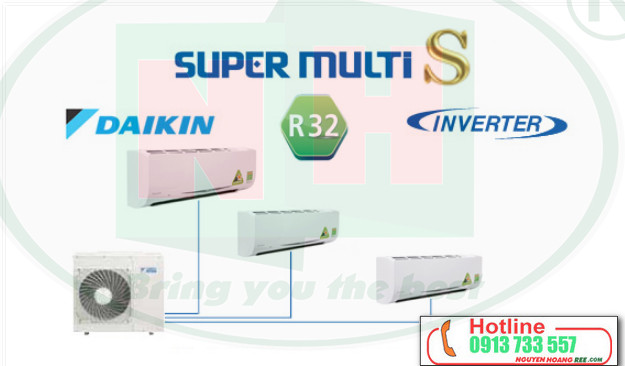 SUPER MULTI S
DAIKIN
R32
INVERTER
Bring you the best
Hotline
0913 733 557
NGUYEN HOANG REE .COM